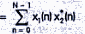 N-1
= Σ x₁(n) x₂*(n)
n = 0